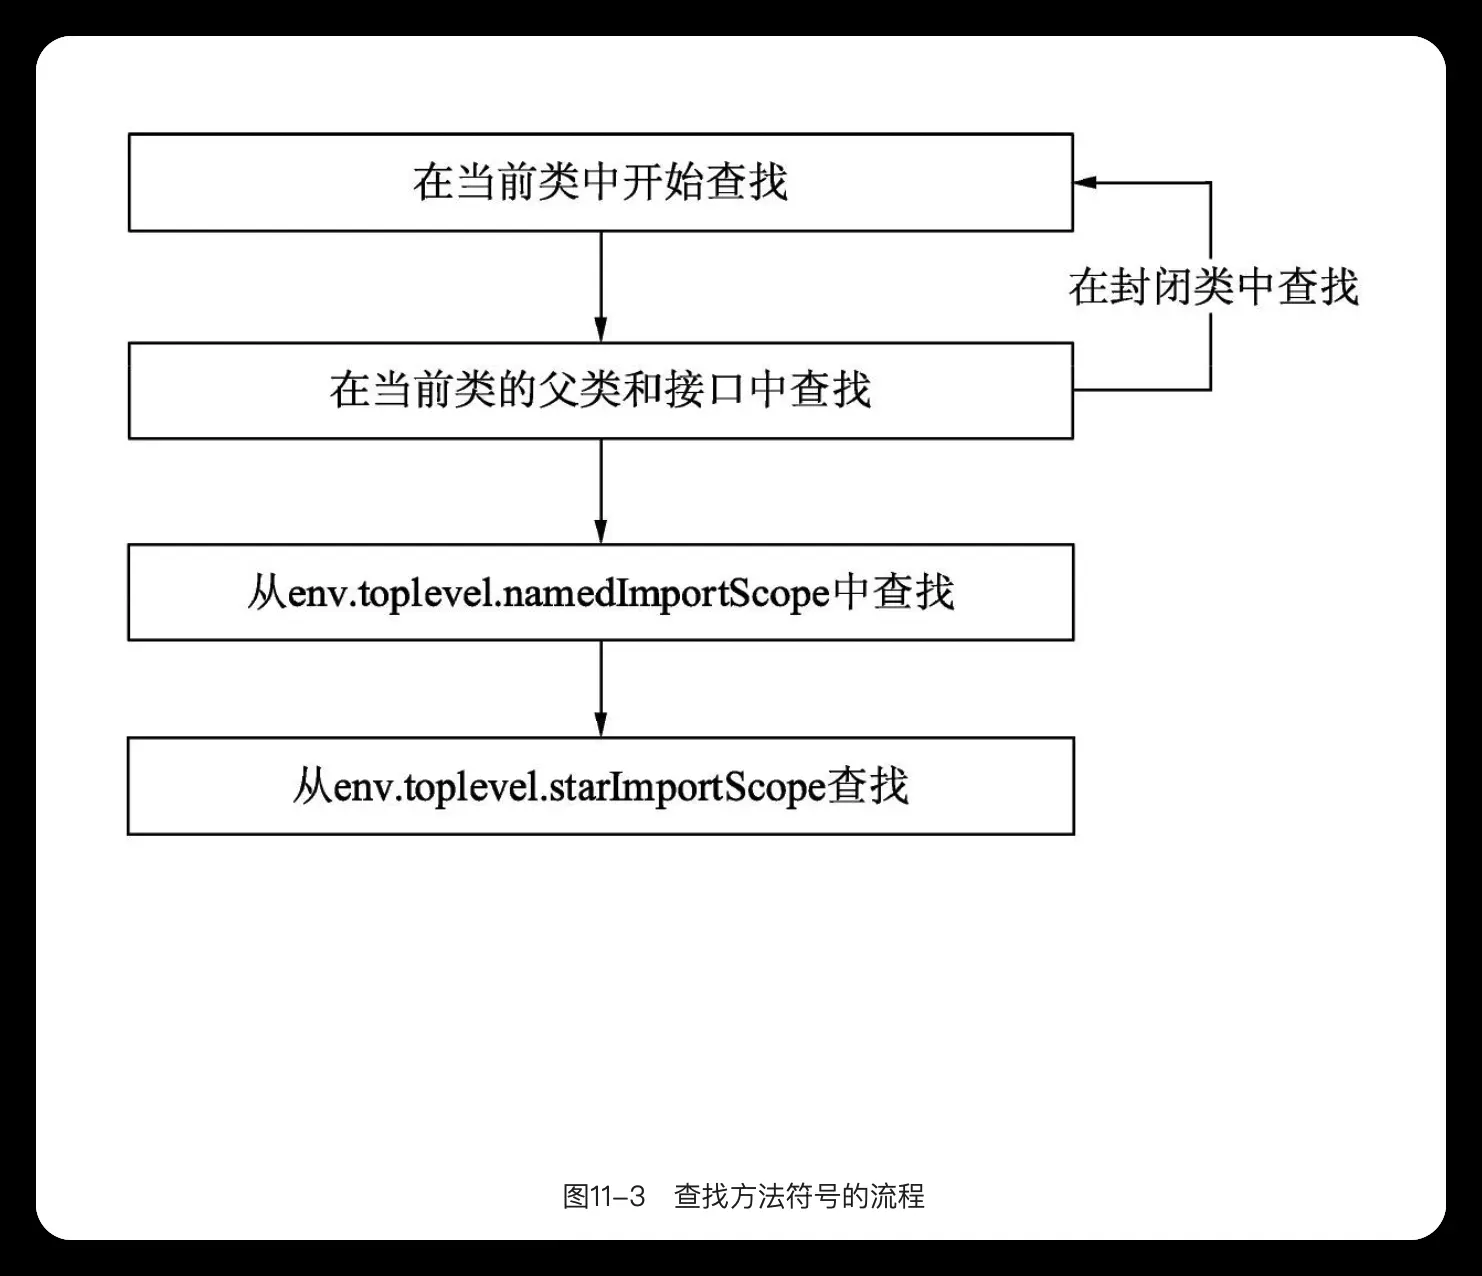 在当前类中开始查找
在封闭类中查找
在当前类的父类和接口中查找
从env.toplevel.namedImportScope中查找
从env.toplevel.starImportScope查找
图11-3 查找方法符号的流程